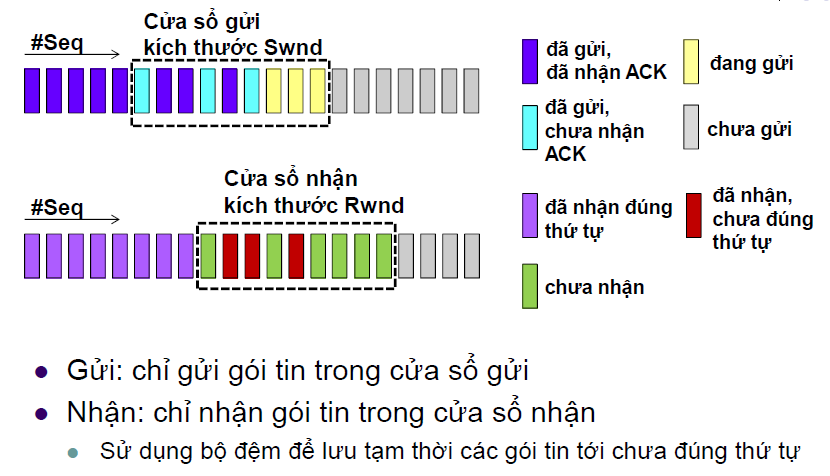 Cửa sổ gửi
kích thước Swnd
#Seq
đã gửi,
đã nhận ACK
đang gửi
đã gửi,
chưa nhận
ACK
chưa gửi
Cửa sổ nhận
kích thước Rwnd
#Seq
đã nhận đúng
thứ tự
đã nhận,
chưa đúng
thứ tự
chưa nhận
● Gửi: chỉ gửi gói tin trong cửa sổ gửi
● Nhận: chỉ nhận gói tin trong cửa sổ nhận
● Sử dụng bộ đệm để lưu tạm thời các gói tin tới chưa đúng thứ tự